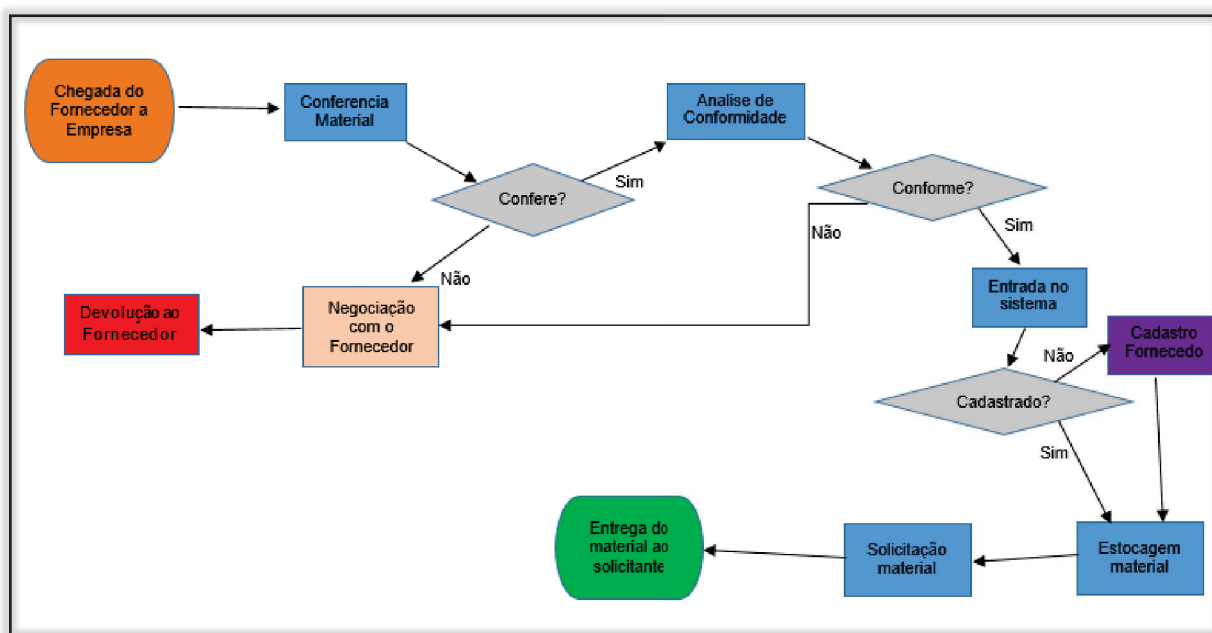 Chegada do
Fornecedor a
Empresa
Conferencia
Material
Confere?
Sim
Não
Analise de
Conformidade
Conforme?
Não
Sim
Negociação
com o
Fornecedor
Devolução ao
Fornecedor
Entrada no
sistema
Cadastrado?
Não
Cadastro
Fornecedo
Sim
Estocagem
material
Solicitação
material
Entrega do
material ao
solicitante